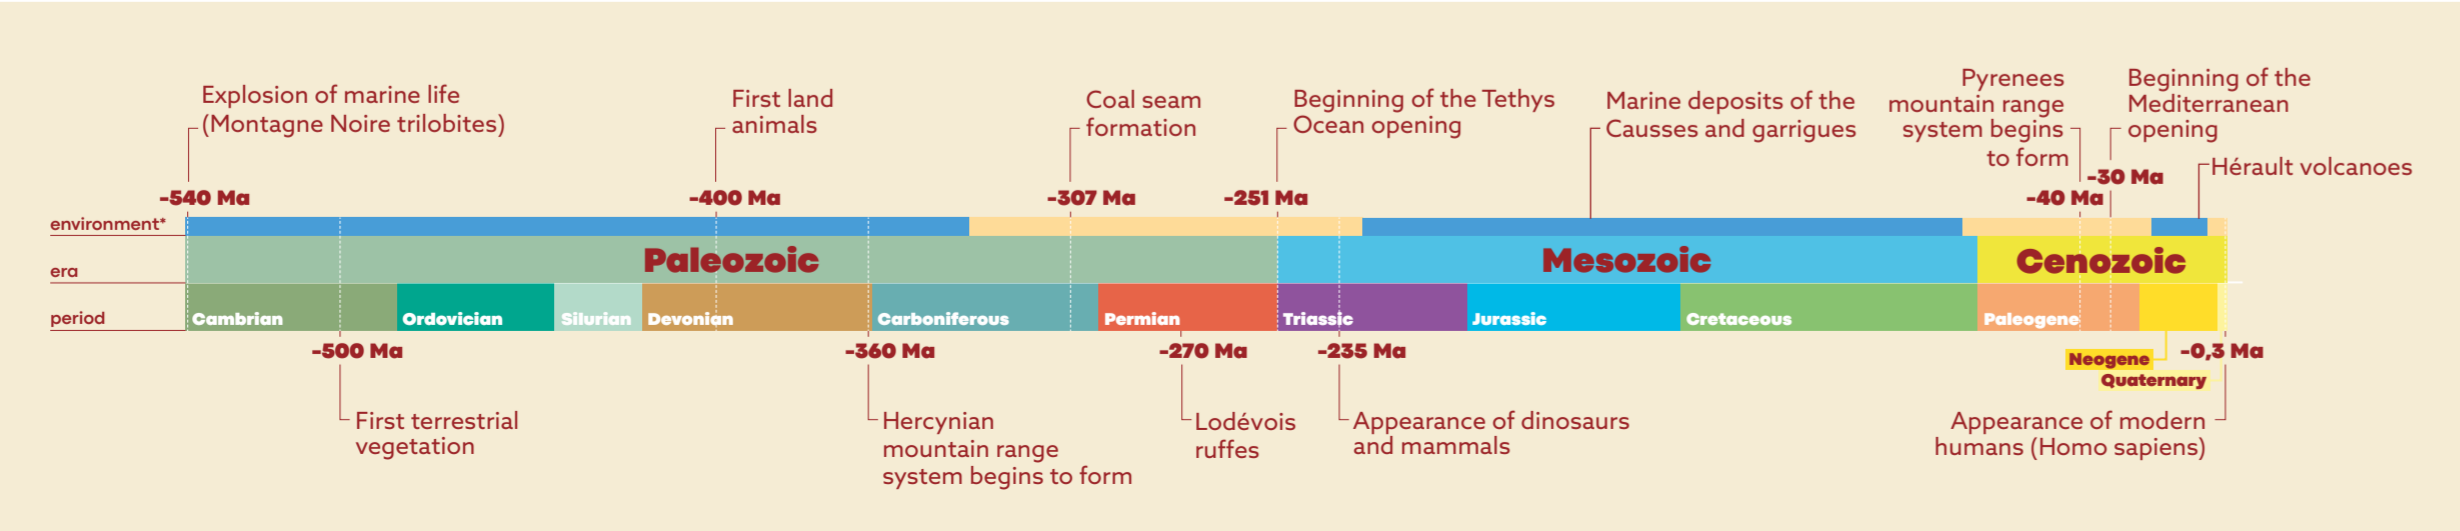 Explosion of marine life
(Montagne Noire trilobites)
-540 Ma
First land
animals
-400 Ma
Coal seam
formation
-307 Ma
Beginning of the Tethys
Ocean opening
-251 Ma
Marine deposits of the
Causses and garrigues
Pyrenees
mountain range
system begins
to form
-40 Ma
Beginning of the
Mediterranean
opening
-30 Ma
Hérault volcanoes
environment*
era
Paleozoic
Mesozoic
Cenozoic
period
Cambrian
Ordovician
Silurian
Devonian
Carboniferous
Permian
Triassic
Jurassic
Cretaceous
Paleogene
Neogene
Quaternary
-500 Ma
First terrestrial
vegetation
-360 Ma
Hercynian
mountain range
system begins to form
-270 Ma
Lodévois
ruffes
-235 Ma
Appearance of dinosaurs
and mammals
-0,3 Ma
Appearance of modern
humans (Homo sapiens)